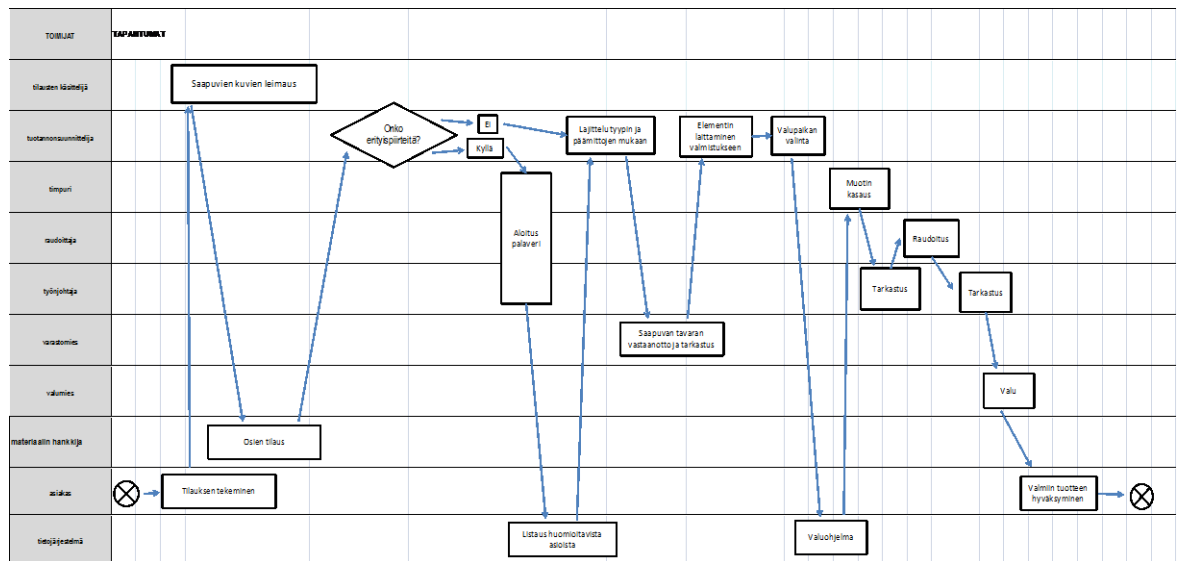 TOIMIJAT
TAPAHTUMAT
tilausten käsittelijä
Saapuvien kuvien leimaus
tuotannonsuunnittelija
Onko
erityispiirteitä?
Ei
Kyllä
Lajittelu tyypin ja
päämittojen mukaan
Elementin
laittaminen
valmistukseen
Valupaikan
valinta
timpuri
Muotin
kasaus
raudoittaja
Aloitus
palaveri
Raudoitus
työnjohtaja
Tarkastus
Tarkastus
varastomies
Saapuvan tavaran
vastaanotto ja tarkastus
valumies
Valu
materiaalin hankkija
Osien tilaus
asiakas
Tilauksen tekeminen
Valmiin tuotteen
hyväksyminen
tietojärjestelmä
Listaus huomioitavista
asioista
Valuohjelma